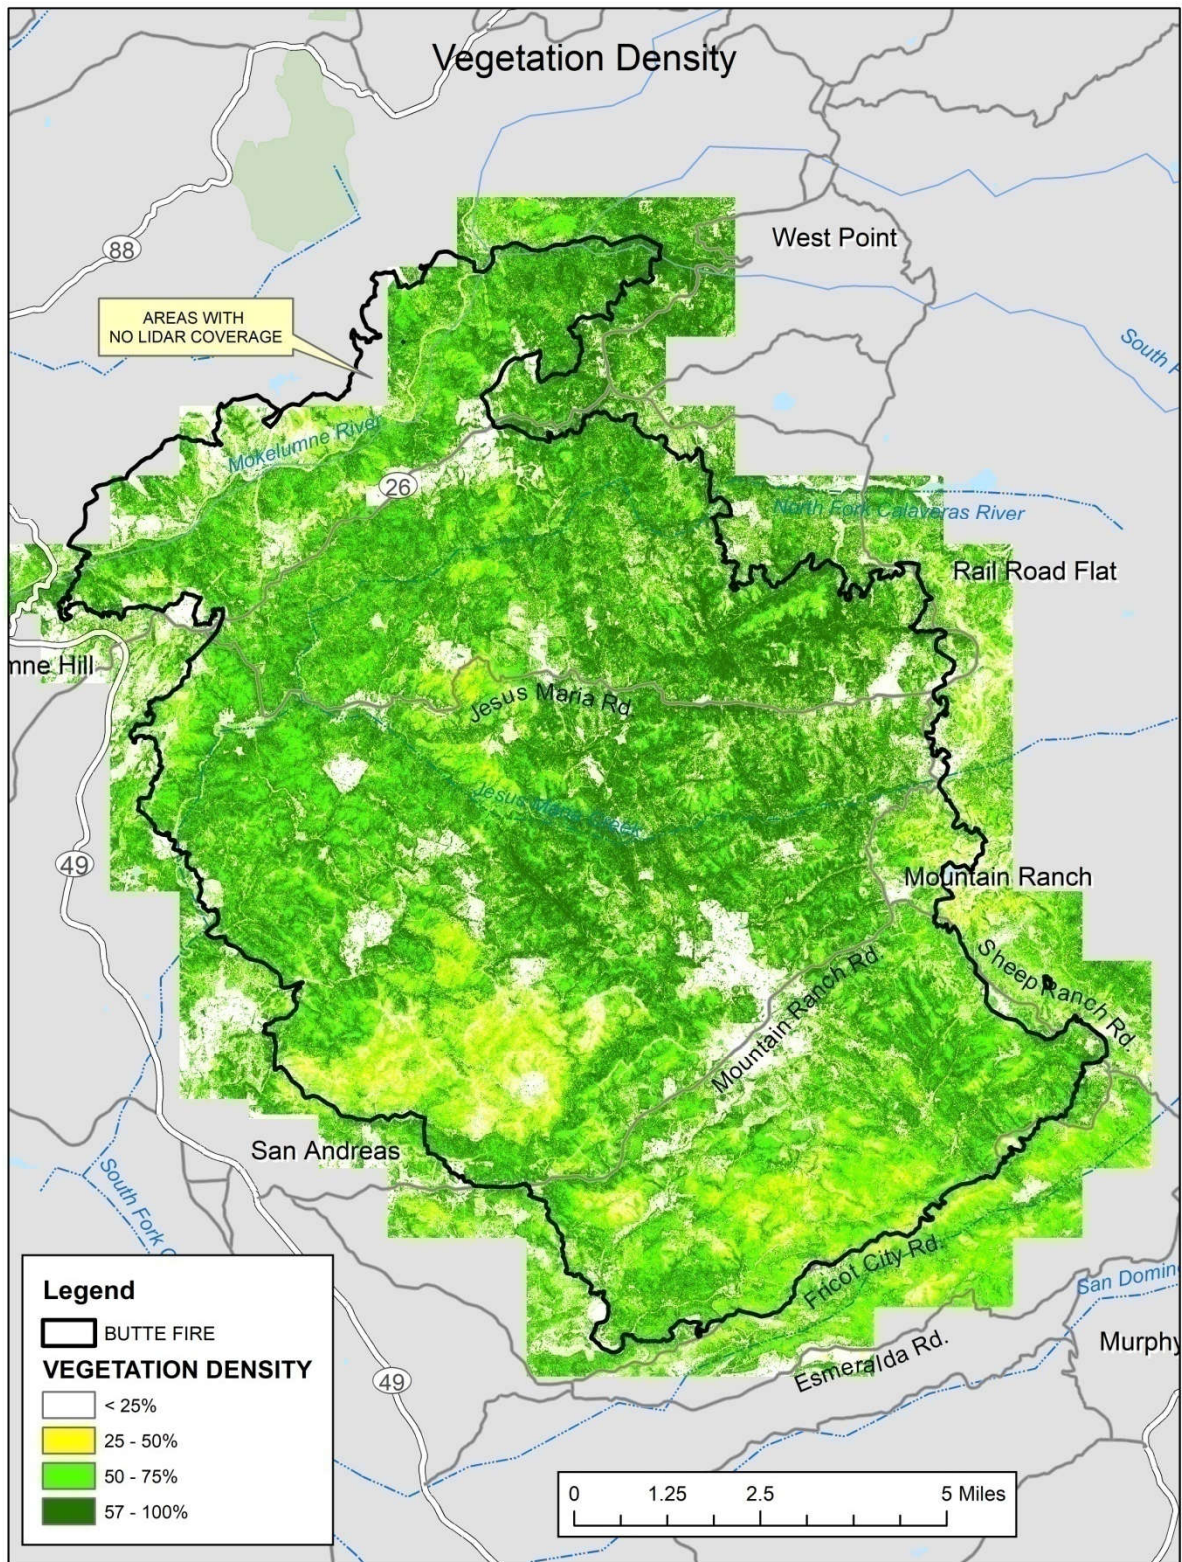 Vegetation Density
West Point
88
AREAS WITH
NO LIDAR COVERAGE
South F
Mokelumne River
26
North Fork Calaveras River
Rail Road Flat
mne Hill
Jesus Maria Rd.
Jesus Maria Creek
49
Mountain Ranch
Sheep Ranch Rd.
Mountain Ranch Rd.
San Andreas
South Fork C
Fricot City Rd.
San Doming
Murphy
Esmeralda Rd.
49
Legend
BUTTE FIRE
VEGETATION DENSITY
< 25%
25 - 50%
50 - 75%
57 - 100%
0 1.25 2.5 5 Miles